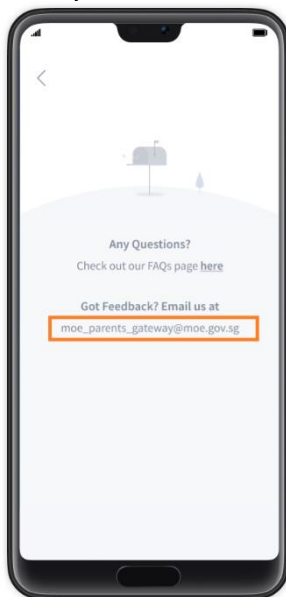 Any Questions?
Check out our FAQs page here
Got Feedback? Email us at
moe_parents_gateway@moe.gov.sg